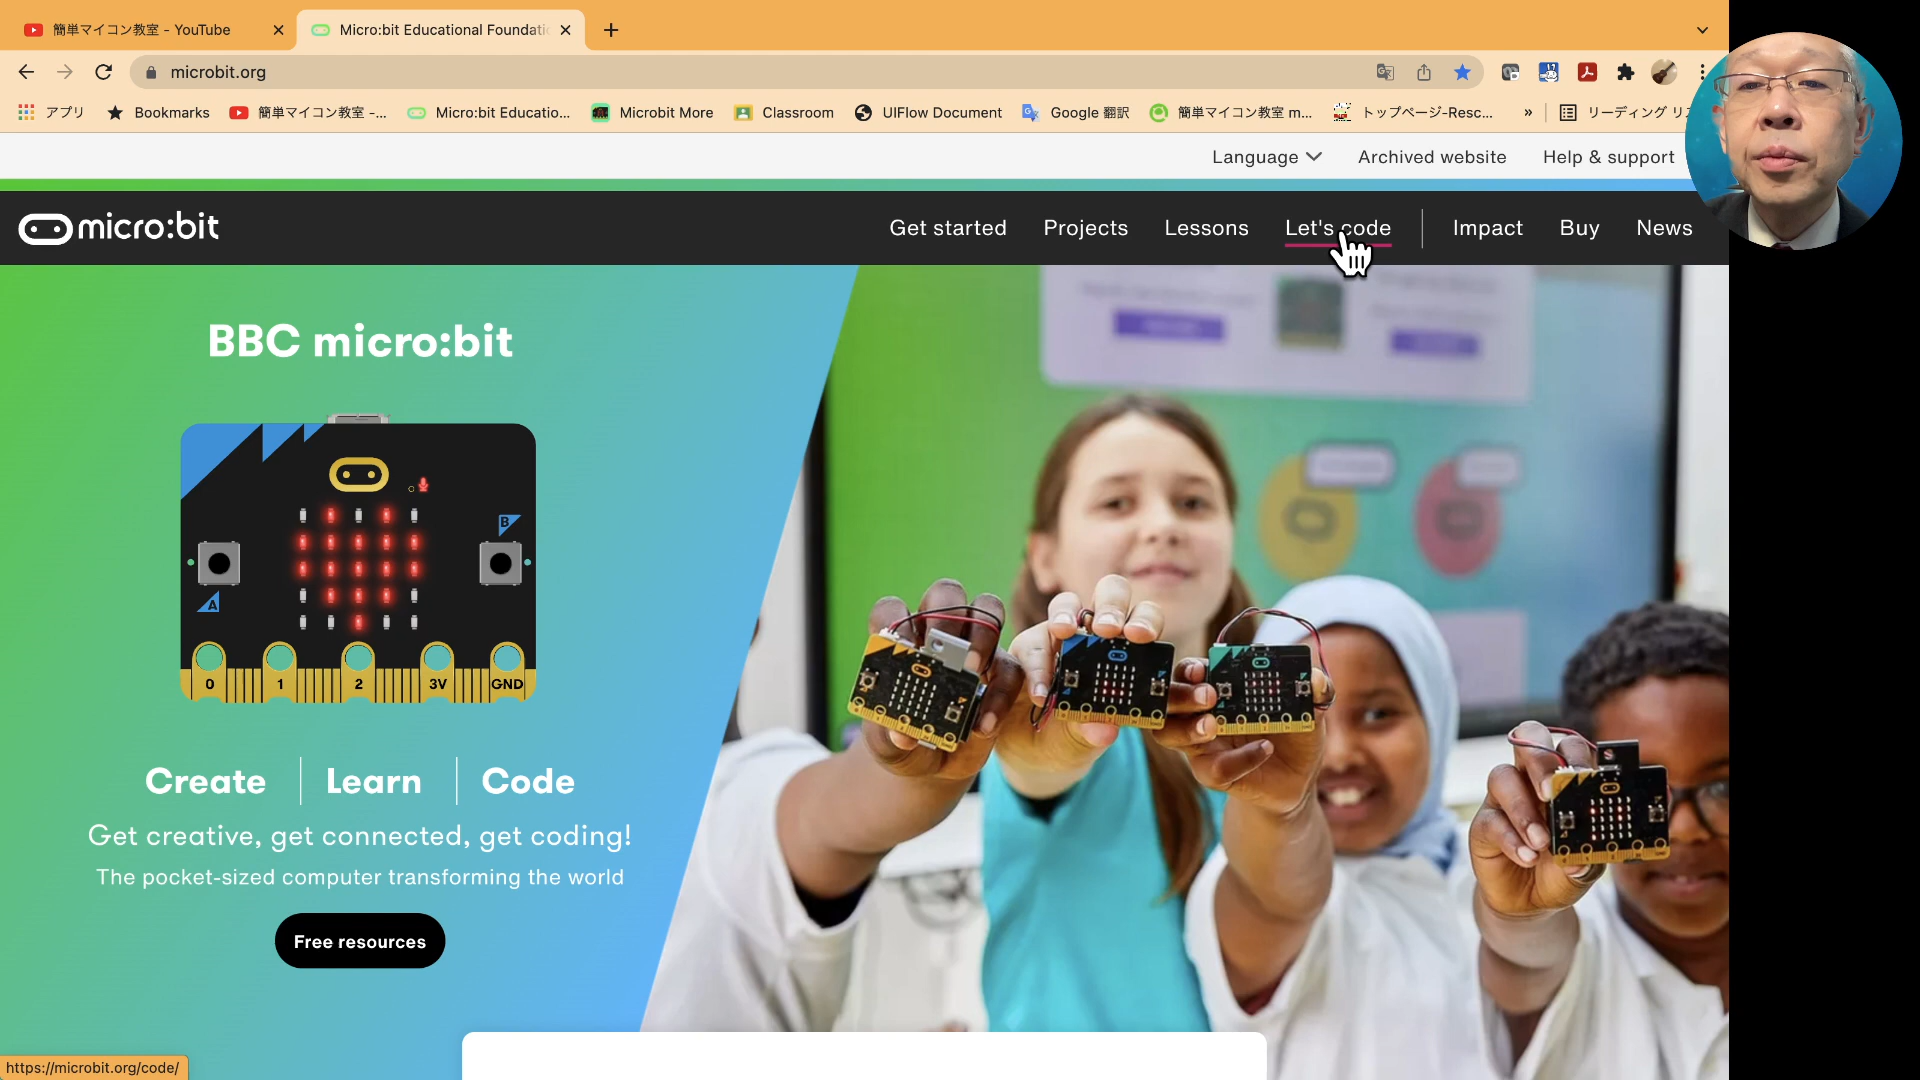 簡単マイコン教室 - YouTube
Micro:bit Educational Foundatio
microbit.org
アプリ
Bookmarks
簡単マイコン教室 -...
Micro:bit Educatio...
Microbit More
Classroom
UIFlow Document
Google 翻訳
簡単マイコン教室 m...
トップページ-Resc...
»
リーディング リス
Language
Archived website
Help & support
micro:bit
Get started
Projects
Lessons
Let's code
Impact
Buy
News
BBC micro:bit
B
A
0 1 2 3V GND
Create | Learn | Code
Get creative, get connected, get coding!
The pocket-sized computer transforming the world
Free resources
https://microbit.org/code/